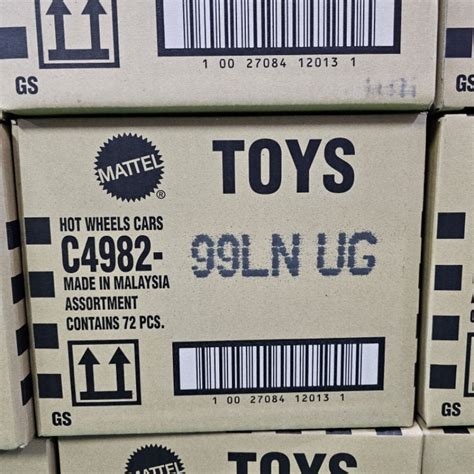 1 00 27084 12013 1
GS
GS
MATTEL
®
TOYS
HOT WHEELS CARS
C4982-
99LN UG
MADE IN MALAYSIA
ASSORTMENT
CONTAINS 72 PCS.
1 00 27084 12013 1
GS
GS
MATTEL
TOYS